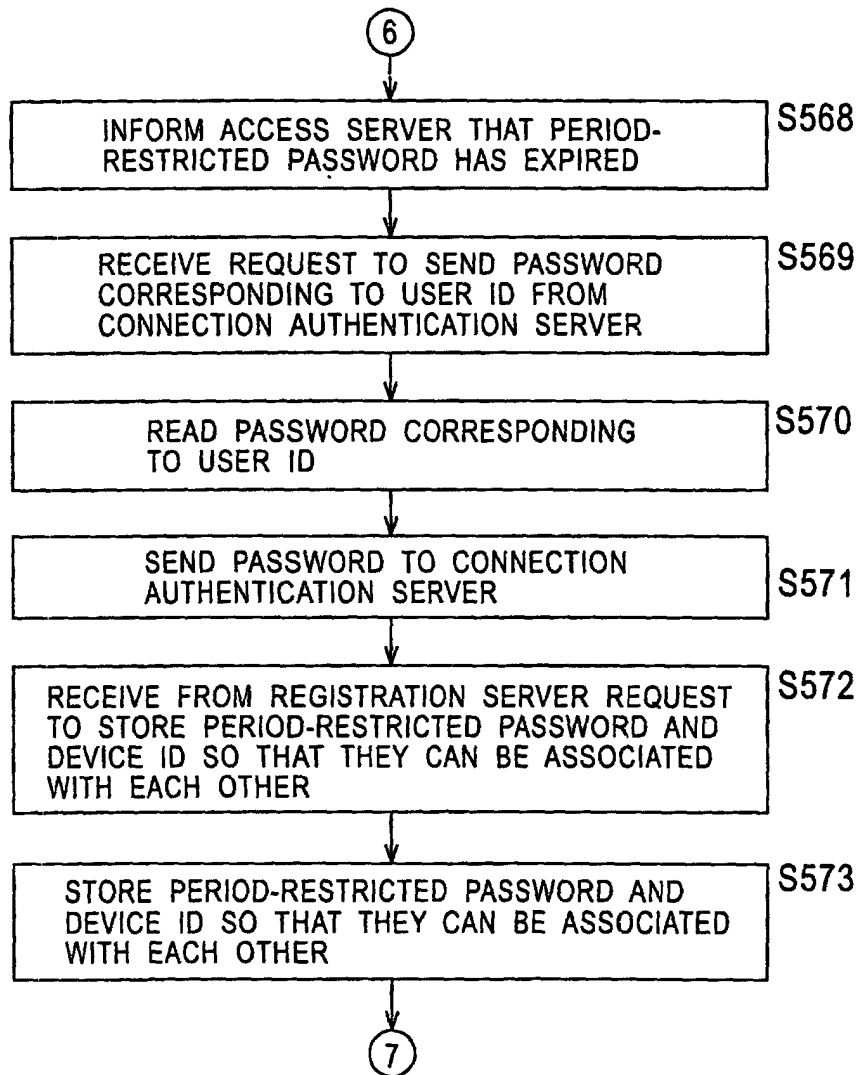 6
INFORM ACCESS SERVER THAT PERIOD-
RESTRICTED PASSWORD HAS EXPIRED
S568
RECEIVE REQUEST TO SEND PASSWORD
CORRESPONDING TO USER ID FROM
CONNECTION AUTHENTICATION SERVER
S569
READ PASSWORD CORRESPONDING
TO USER ID
S570
SEND PASSWORD TO CONNECTION
AUTHENTICATION SERVER
S571
RECEIVE FROM REGISTRATION SERVER REQUEST
TO STORE PERIOD-RESTRICTED PASSWORD AND
DEVICE ID SO THAT THEY CAN BE ASSOCIATED
WITH EACH OTHER
S572
STORE PERIOD-RESTRICTED PASSWORD AND
DEVICE ID SO THAT THEY CAN BE ASSOCIATED
WITH EACH OTHER
S573
7